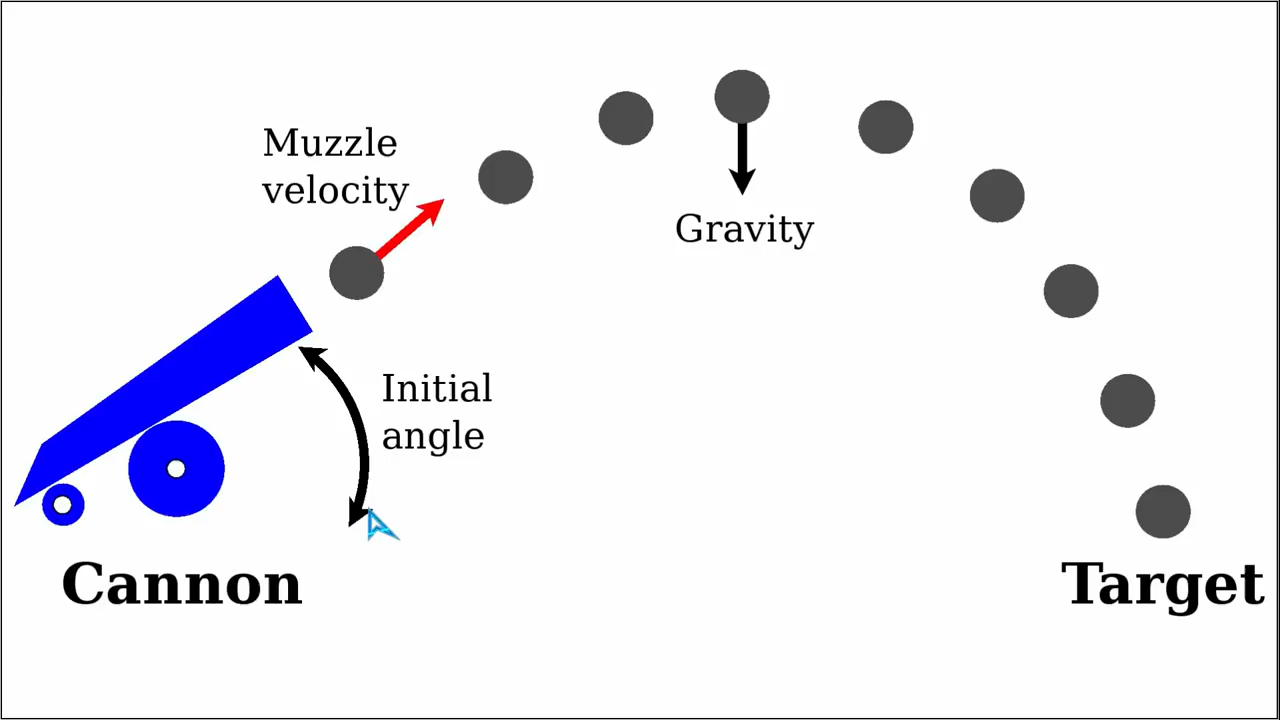 Muzzle
velocity
Gravity
Initial
angle
Cannon
Target